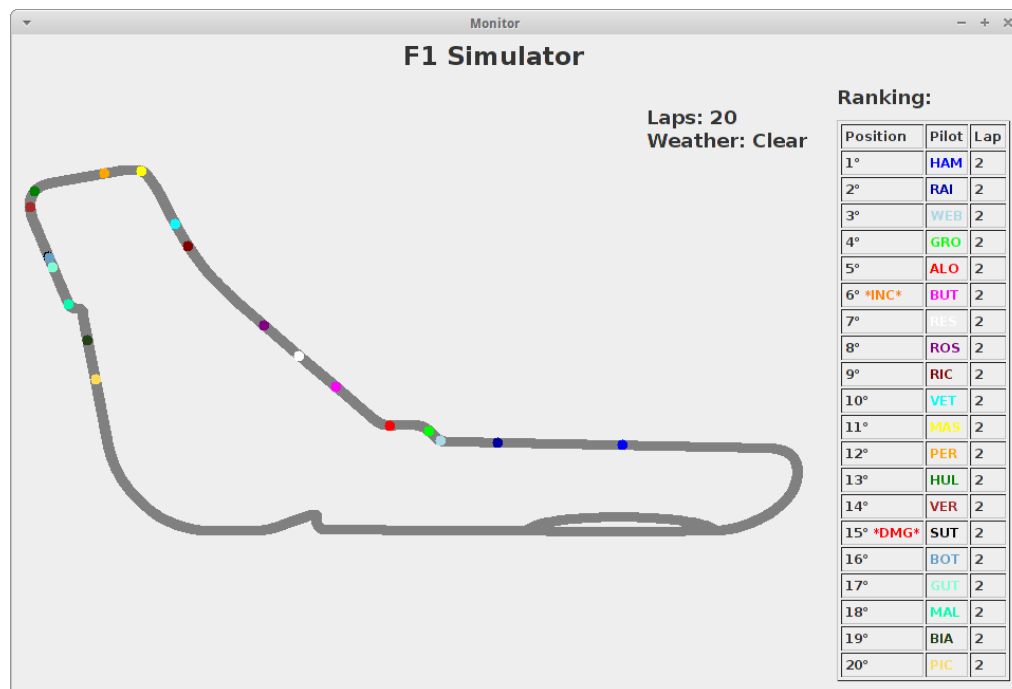 Monitor
F1 Simulator
Laps: 20
Weather: Clear
Ranking:
Position Pilot Lap
1° HAM 2
2° RAI 2
3° WEB 2
4° GRO 2
5° ALO 2
6° *INC* BUT 2
7° RES 2
8° ROS 2
9° RIC 2
10° VET 2
11° MAS 2
12° PER 2
13° HUL 2
14° VER 2
15° *DMG* SUT 2
16° BOT 2
17° GUT 2
18° MAL 2
19° BIA 2
20° PIC 2